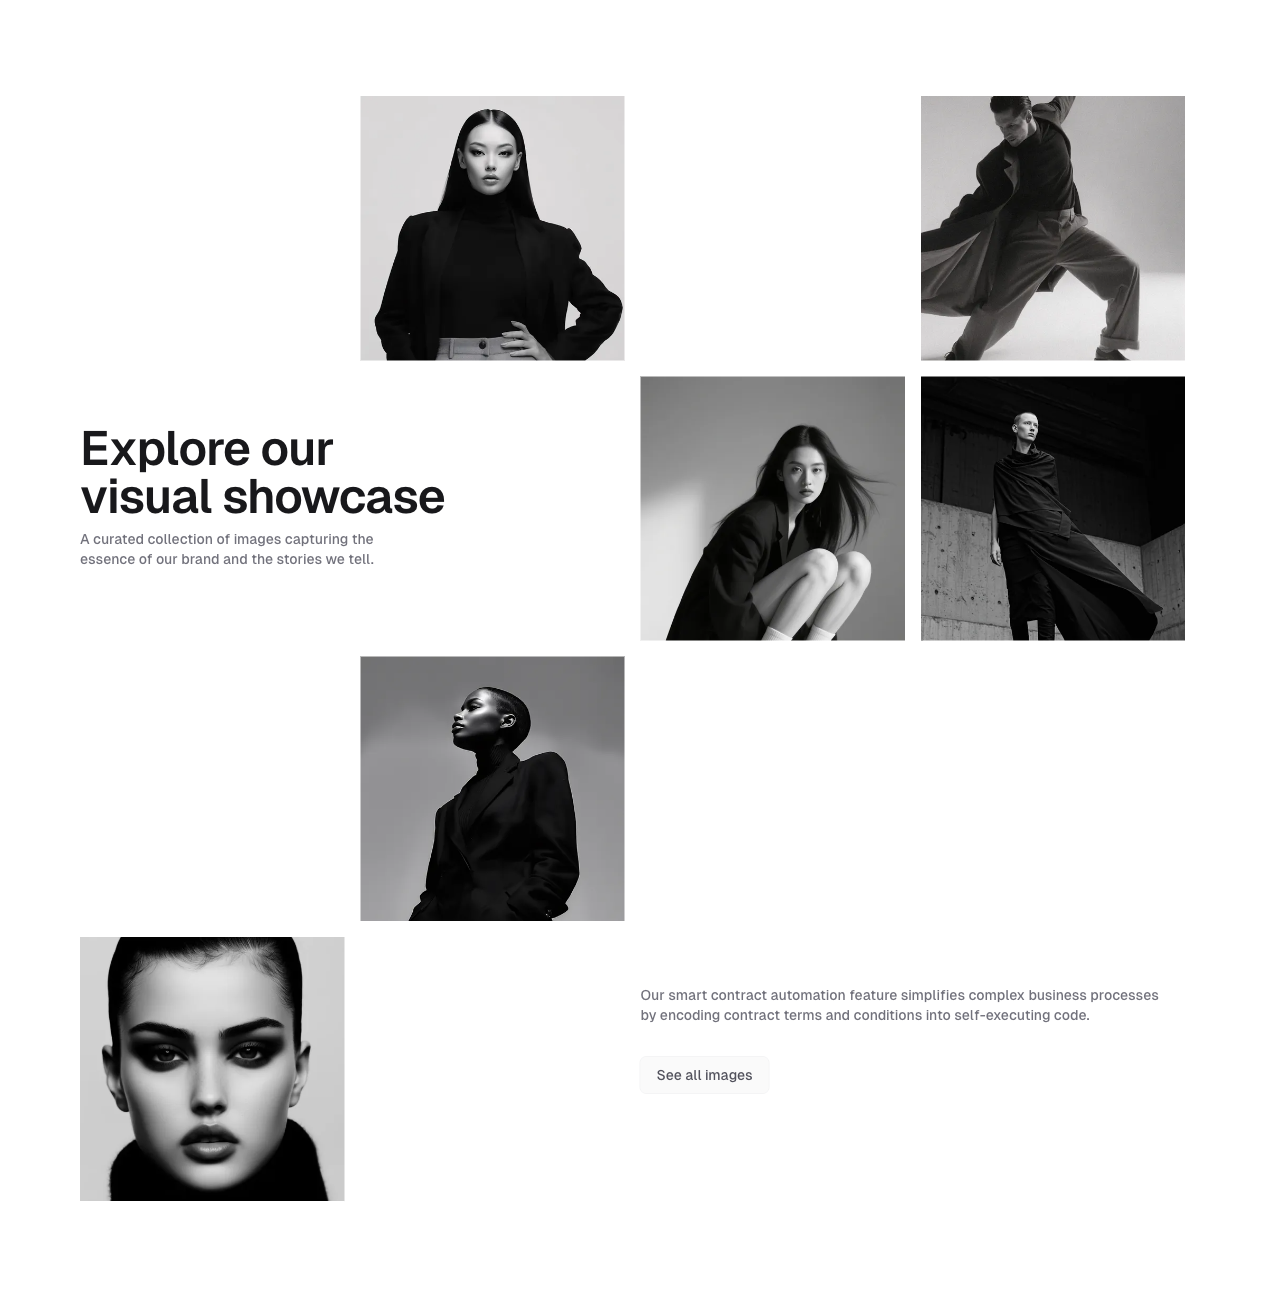 Explore our
visual showcase
A curated collection of images capturing the
essence of our brand and the stories we tell.
Our smart contract automation feature simplifies complex business processes
by encoding contract terms and conditions into self-executing code.
See all images